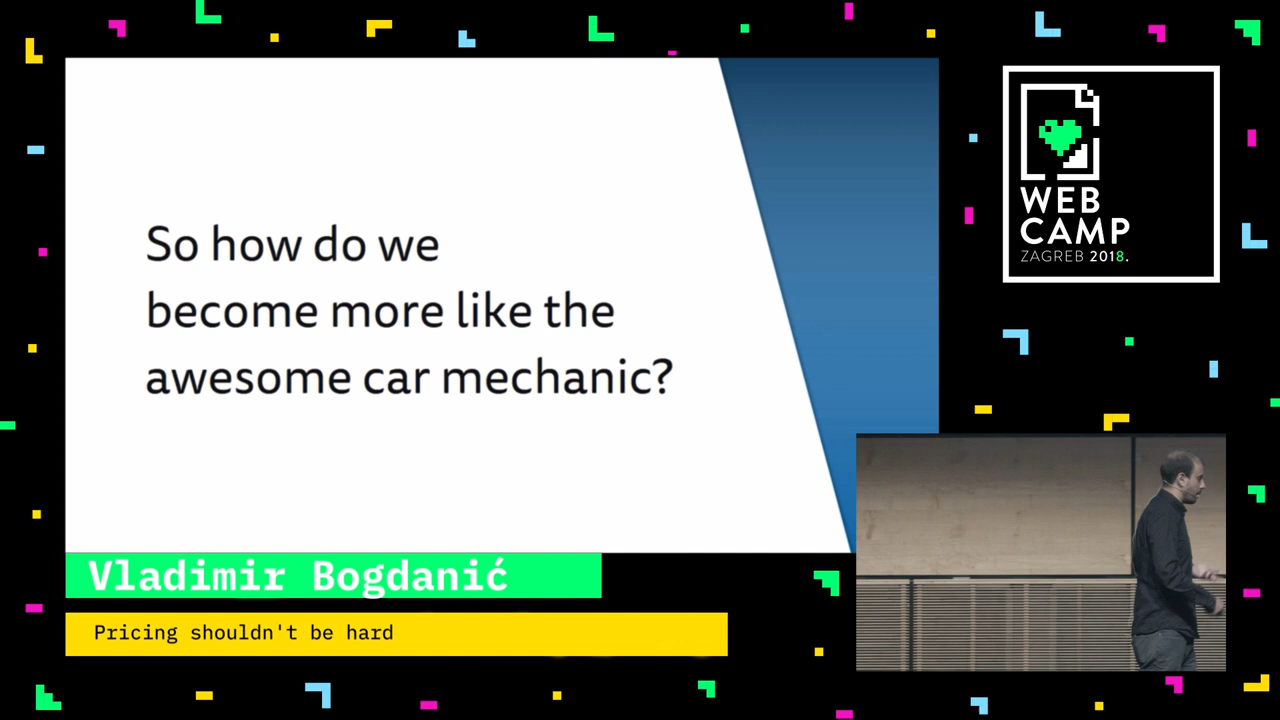 So how do we
become more like the
awesome car mechanic?
WEB
CAMP
ZAGREB 2018.
Vladimir Bogdanić
Pricing shouldn't be hard